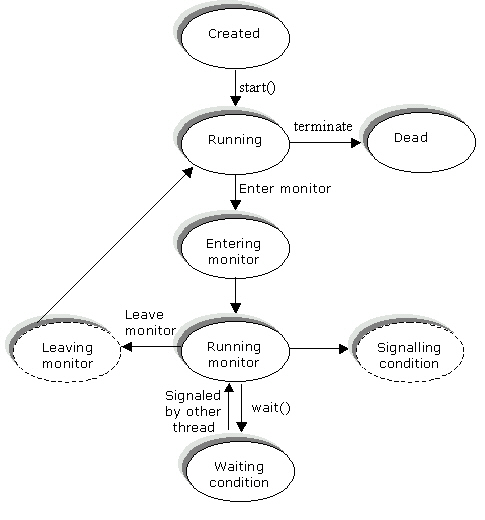 Created
start()
Running
terminate
Dead
Enter monitor
Entering
monitor
Leave
monitor
Leaving
monitor
Running
monitor
Signalling
condition
Signaled
by other
thread
wait()
Waiting
condition